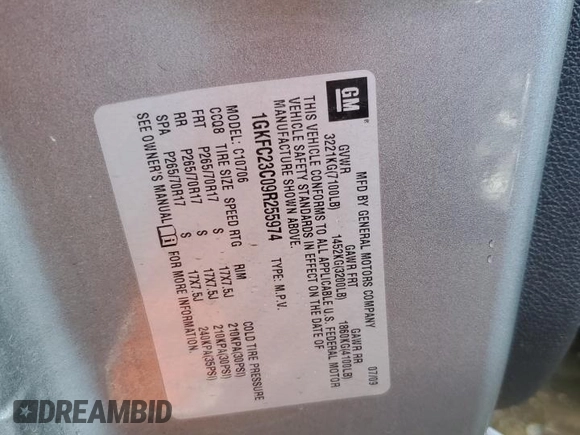 GM
MFD BY GENERAL MOTORS COMPANY 07/09
GVWR GAWR FRT GAWR RR
3221KG(7100LB) 1452KG(3200LB) 1860KG(4100LB)
THIS VEHICLE CONFORMS TO ALL APPLICABLE U.S. FEDERAL MOTOR
VEHICLE SAFETY STANDARDS IN EFFECT ON THE DATE OF
MANUFACTURE SHOWN ABOVE.
1GKFC23C09R255974 TYPE: M.P.V.
MODEL: C10706
CCQ8 TIRE SIZE SPEED RTG RIM COLD TIRE PRESSURE
FRT P265/70R17 S 17X7.5J 210KPA(30PSI)
RR P265/70R17 S 17X7.5J 210KPA(30PSI)
SPA P265/70R17 S 17X7.5J 240KPA(35PSI)
SEE OWNER'S MANUAL i FOR MORE INFORMATION.
DREAMBID